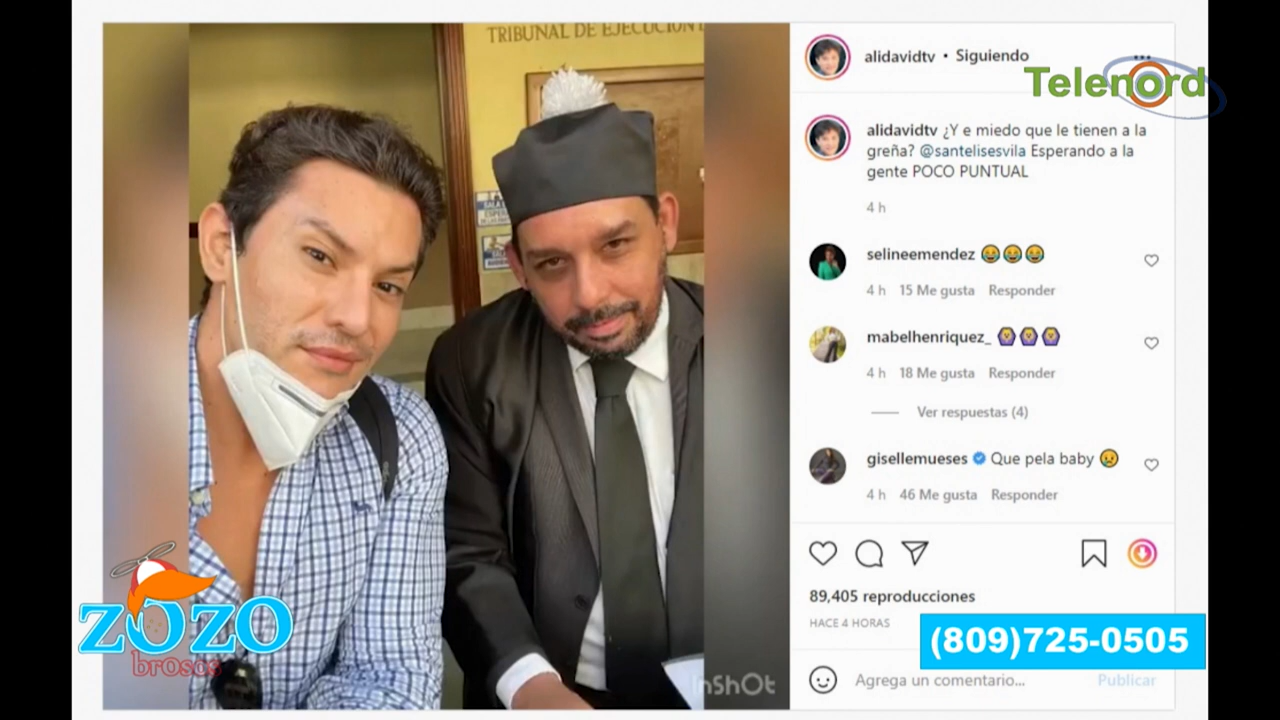 TRIBUNAL DE EJECUCION
alidavidtv • Siguiendo
Telenord
alidavidtv ¿Y e miedo que le tienen a la
greña? @santelisesvila Esperando a la
gente POCO PUNTUAL
4 h
selineemendez 😂😂😂
4 h 15 Me gusta Responder
mabelhenriquez_ 🙆🙆🙆
4 h 18 Me gusta Responder
Ver respuestas (4)
gisellemueses Que pela baby 😢
4 h 46 Me gusta Responder
89,405 reproducciones
HACE 4 HORAS
(809)725-0505
Agrega un comentario...
Publicar
zozo
broses
InShOt